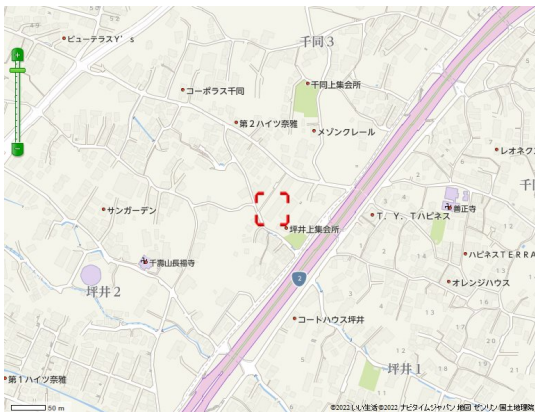 ビューテラスY's
千同3
千同上集会所
コーポラス千同
第2ハイツ奈雅
メゾンクレール
レオネク
千
サンガーデン
善正寺
T．Y．Tハピネス
坪井上集会所
ハピネスTERRA
千壽山長福寺
2
オレンジハウス
坪井2
コートハウス坪井
坪井1
第1ハイツ奈雅
50 m
©2022 いい生活 ©2022 ナビタイムジャパン 地図 ゼンリン/国土地理院